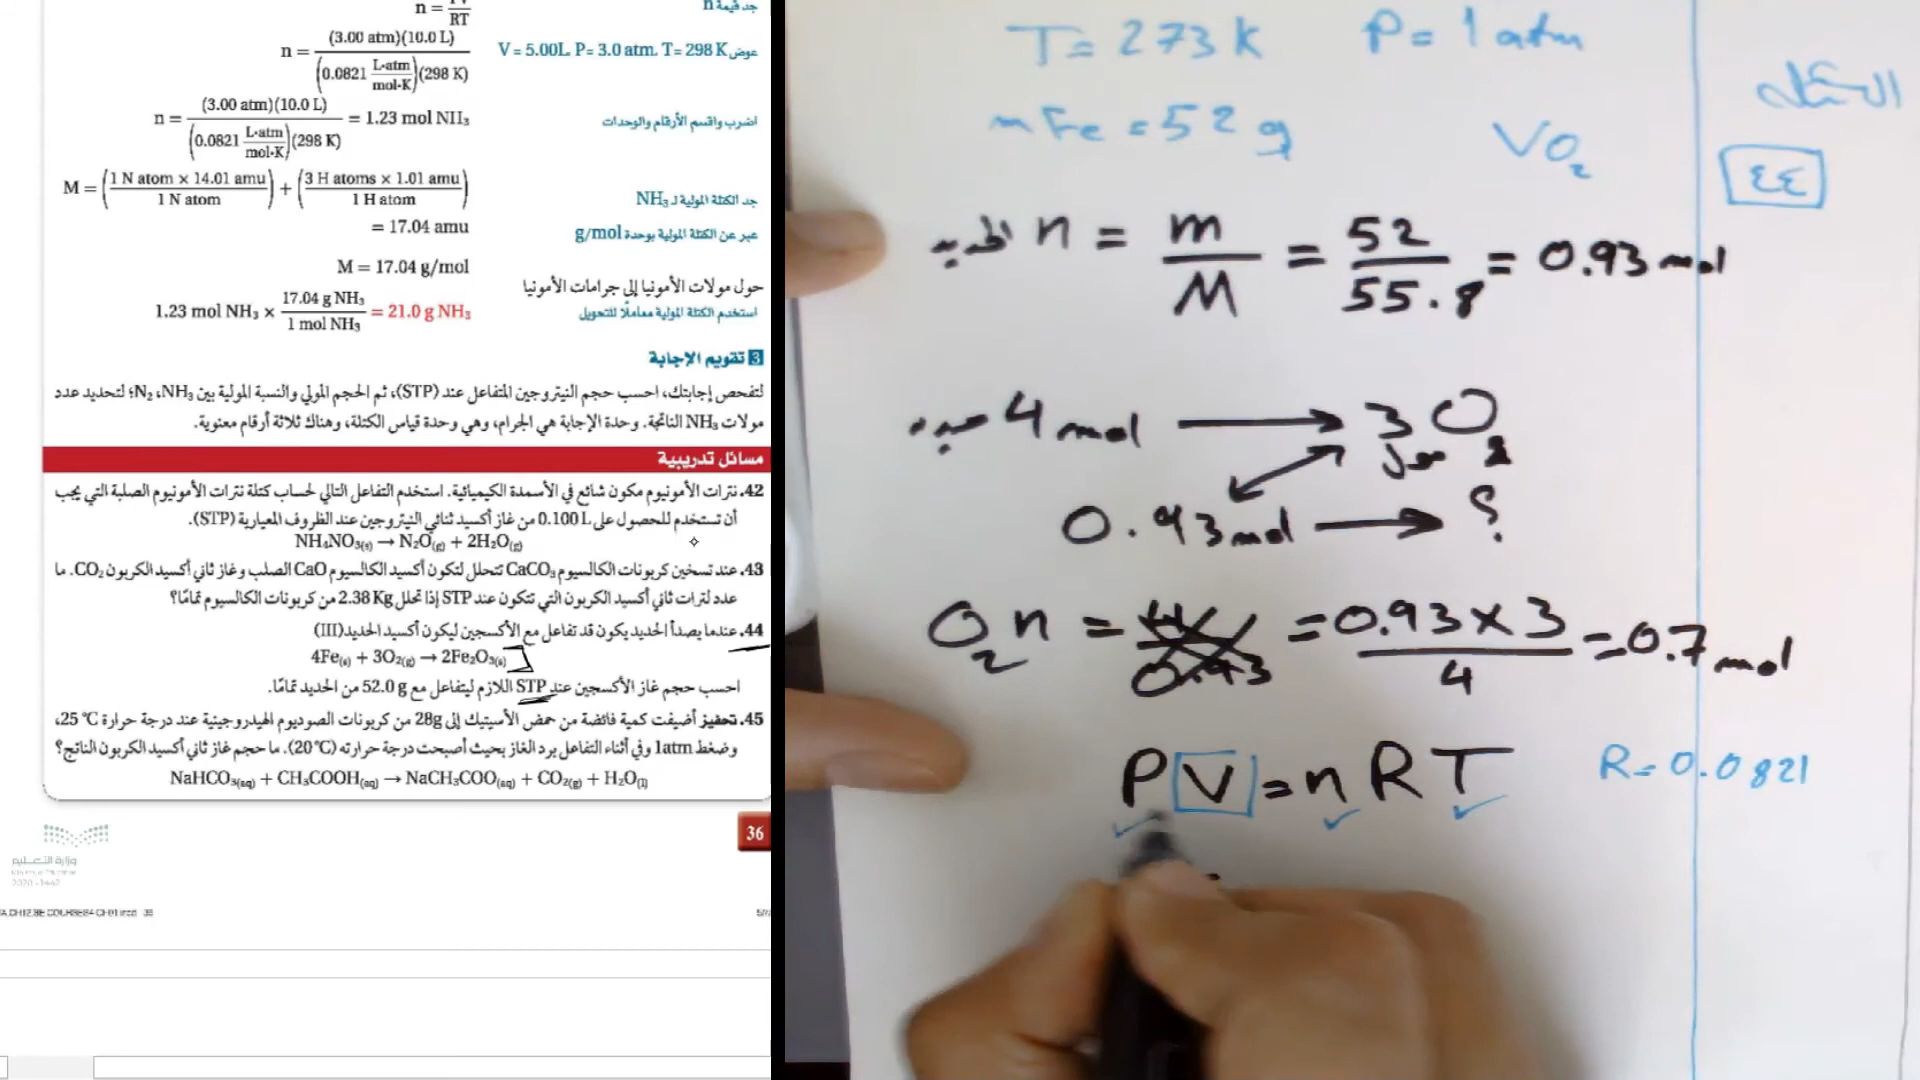 n = PV
RT
جد قيمة n
n = (3.00 atm)(10.0 L)
(0.0821 L·atm
mol·K)(298 K)
عوض V = 5.00L. P= 3.0 atm. T= 298 K
n = (3.00 atm)(10.0 L)
(0.0821 L·atm
mol·K)(298 K)
= 1.23 mol NH₃
اضرب واقسم الأرقام والوحدات
M = (1 N atom × 14.01 amu
1 N atom) + (3 H atoms × 1.01 amu
1 H atom)
جد الكتلة المولية لـ NH₃
= 17.04 amu
عبر عن الكتلة المولية بوحدة g/mol
M = 17.04 g/mol
حول مولات الأمونيا إلى جرامات الأمونيا
1.23 mol NH₃ × 17.04 g NH₃
1 mol NH₃
= 21.0 g NH₃
استخدم الكتلة المولية معاملًا للتحويل
3 تقويم الإجابة
لتفحص إجابتك، احسب حجم النيتروجين المتفاعل عند (STP)، ثم الحجم المولي والنسبة المولية بين N₂ ،NH₃؛ لتحديد عدد
مولات NH₃ الناتجة. وحدة الإجابة هي الجرام، وهي وحدة قياس الكتلة، وهناك ثلاثة أرقام معنوية.
مسائل تدريبية
42. نترات الأمونيوم مكون شائع في الأسمدة الكيميائية. استخدم التفاعل التالي لحساب كتلة نترات الأمونيوم الصلبة التي يجب
أن تستخدم للحصول على 0.100 L من غاز أكسيد ثنائي النيتروجين عند الظروف المعيارية (STP).
NH₄NO₃(s) → N₂O(g) + 2H₂O(g)
43. عند تسخين كربونات الكالسيوم CaCO₃ تتحلل لتكون أكسيد الكالسيوم CaO الصلب وغاز ثاني أكسيد الكربون CO₂. ما
عدد لترات ثاني أكسيد الكربون التي تتكون عند STP إذا تحلل 2.38 Kg من كربونات الكالسيوم تمامًا؟
44. عندما يصدأ الحديد يكون قد تفاعل مع الأكسجين ليكون أكسيد الحديد (III)
4Fe(s) + 3O₂(g) → 2Fe₂O₃(s)
احسب حجم غاز الأكسجين عند STP اللازم ليتفاعل مع 52.0 g من الحديد تمامًا.
45. تحفيز أضيفت كمية فائضة من حمض الأسيتيك إلى 28g من كربونات الصوديوم الهيدروجينية عند درجة حرارة 25 °C،
وضغط 1atm وفي أثناء التفاعل برد الغاز بحيث أصبحت درجة حرارته (20°C). ما حجم غاز ثاني أكسيد الكربون الناتج؟
NaHCO₃(aq) + CH₃COOH(aq) → NaCH₃COO(aq) + CO₂(g) + H₂O(l)
36
وزارة التعليم
2020 - 1442
T = 273 K P = 1 atm
السؤال
٤٤
mFe = 52 g
VO₂
الحديد n = m
M
= 52
55.8
= 0.93 mol
حديد 4 mol → 3 O₂
مول
0.93 mol → ?
O₂ n = = 0.93 × 3
4
= 0.7 mol
PV = nRT
R = 0.0821